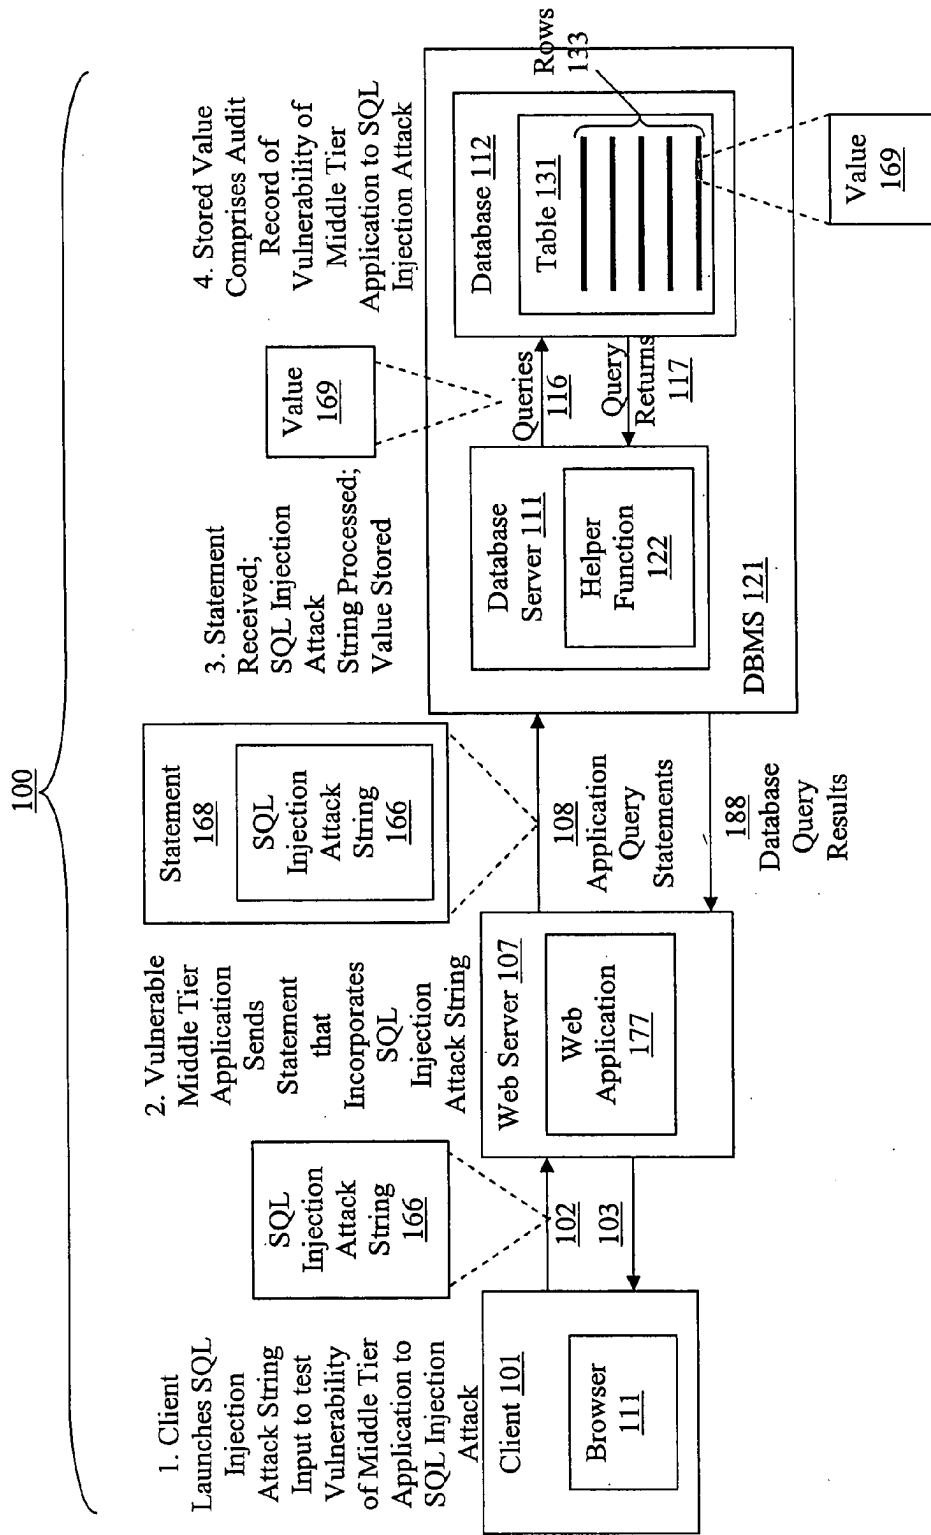 100
1. Client
Launches SQL
Injection
Attack String
Input to test
Vulnerability
of Middle Tier
Application to
SQL Injection
Attack
SQL
Injection
Attack
String
166
Client 101
Browser
111
102
103
2. Vulnerable
Middle Tier
Application
Sends
Statement
that
Incorporates
SQL
Injection
Attack String
Web Server 107
Web
Application
177
Statement
168
SQL
Injection
Attack
String
166
108
Application
Query
Statements
188
Database
Query
Results
3. Statement
Received;
SQL Injection
Attack
String Processed;
Value Stored
Database
Server 111
Helper
Function
122
DBMS 121
Value
169
Queries
116
Query
Returns
117
4. Stored Value
Comprises Audit
Record of
Vulnerability of
Middle Tier
Application to SQL
Injection Attack
Database 112
Table 131
Rows
133
Value
169